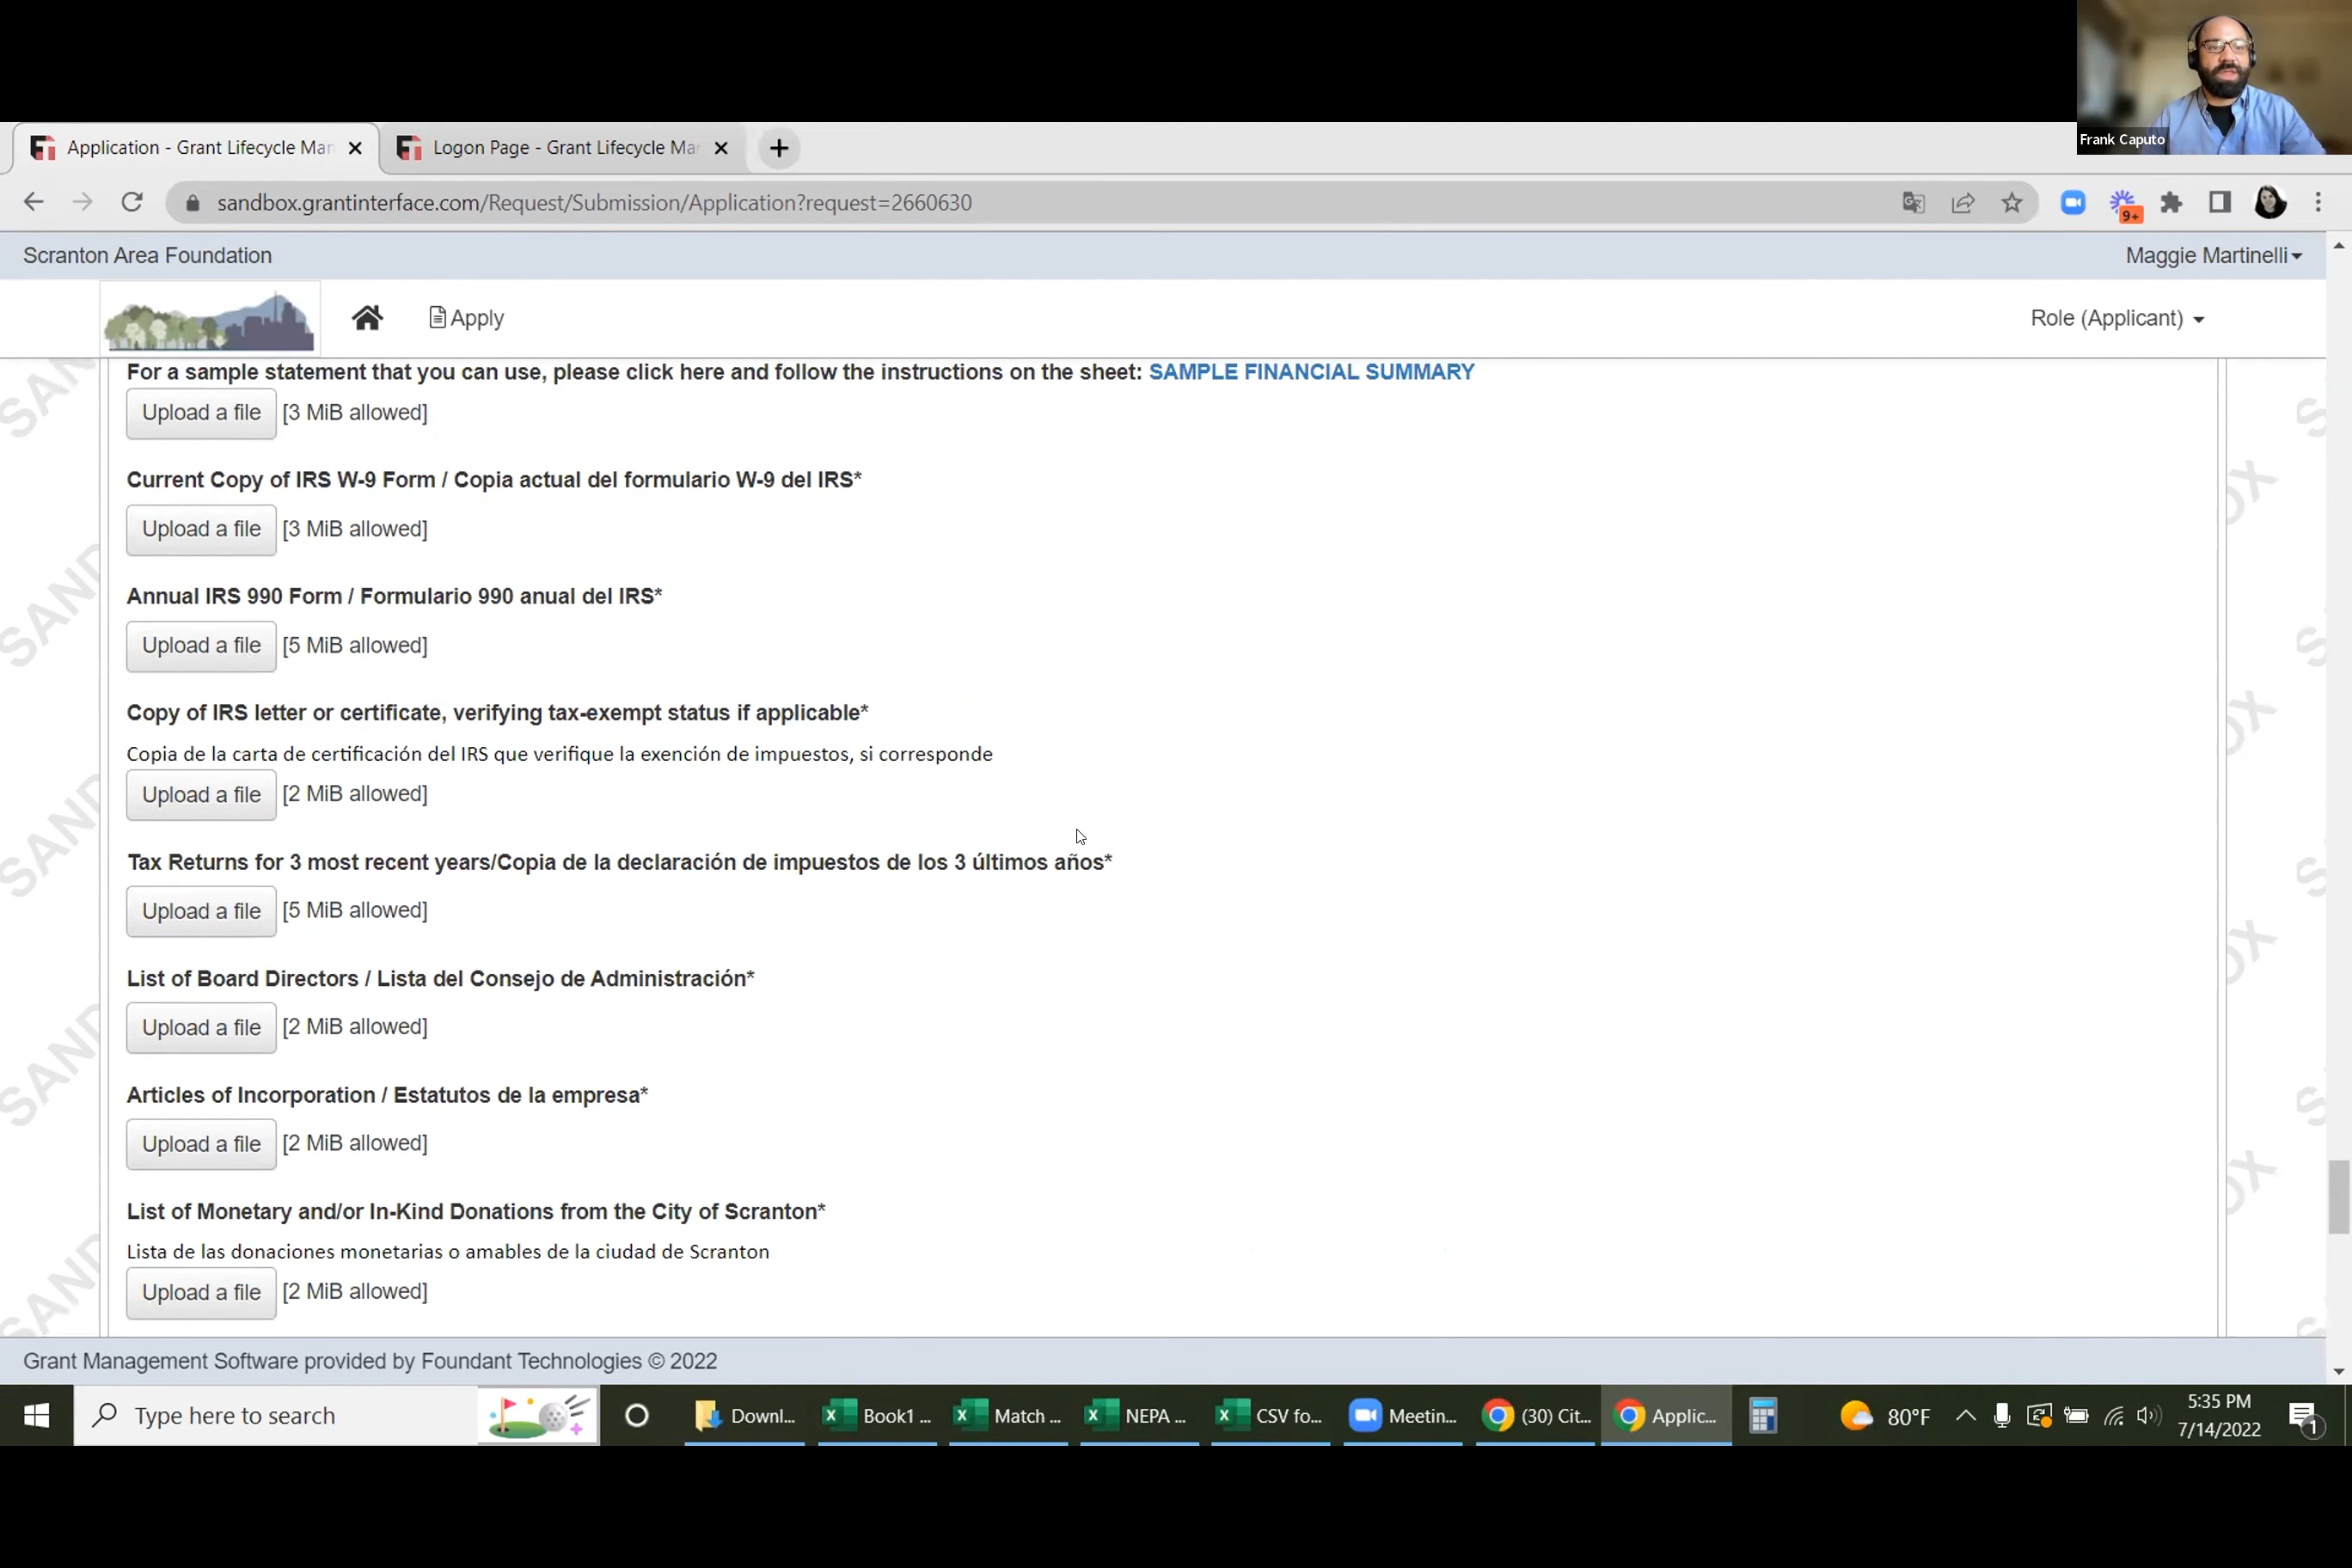 Frank Caputo
Application - Grant Lifecycle Mar
Logon Page - Grant Lifecycle Mar
sandbox.grantinterface.com/Request/Submission/Application?request=2660630
9+
Scranton Area Foundation
Maggie Martinelli
Apply
Role (Applicant)
For a sample statement that you can use, please click here and follow the instructions on the sheet: SAMPLE FINANCIAL SUMMARY
Upload a file [3 MiB allowed]
Current Copy of IRS W-9 Form / Copia actual del formulario W-9 del IRS*
Upload a file [3 MiB allowed]
Annual IRS 990 Form / Formulario 990 anual del IRS*
Upload a file [5 MiB allowed]
Copy of IRS letter or certificate, verifying tax-exempt status if applicable*
Copia de la carta de certificación del IRS que verifique la exención de impuestos, si corresponde
Upload a file [2 MiB allowed]
Tax Returns for 3 most recent years/Copia de la declaración de impuestos de los 3 últimos años*
Upload a file [5 MiB allowed]
List of Board Directors / Lista del Consejo de Administración*
Upload a file [2 MiB allowed]
Articles of Incorporation / Estatutos de la empresa*
Upload a file [2 MiB allowed]
List of Monetary and/or In-Kind Donations from the City of Scranton*
Lista de las donaciones monetarias o amables de la ciudad de Scranton
Upload a file [2 MiB allowed]
Grant Management Software provided by Foundant Technologies © 2022
Type here to search
Downl...
Book1 ...
Match ...
NEPA ...
CSV fo...
Meetin...
(30) Cit...
Applic...
80°F
5:35 PM
7/14/2022
1